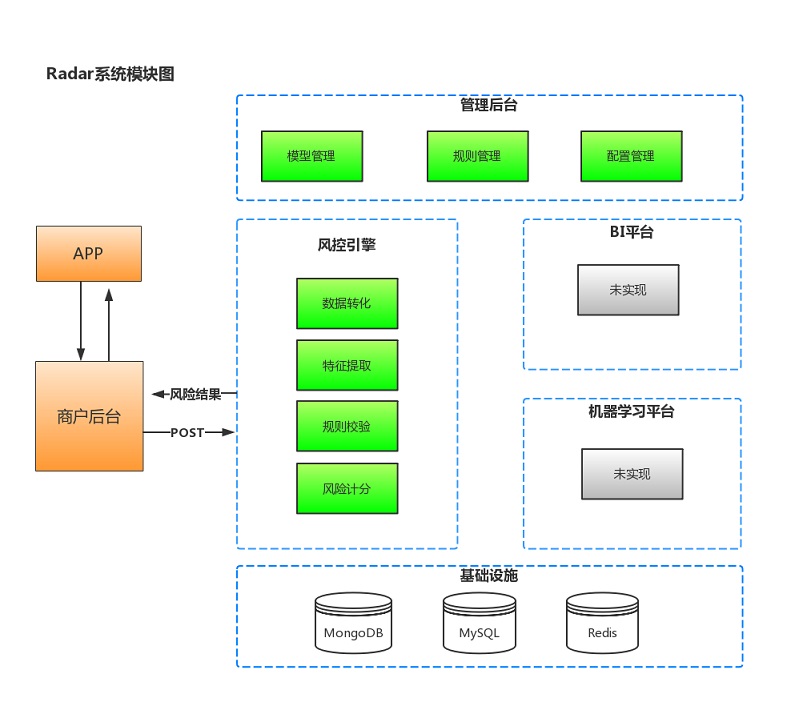 Radar系统模块图
管理后台
模型管理
规则管理
配置管理
APP
商户后台
风险结果
POST
风控引擎
数据转化
特征提取
规则校验
风险计分
BI平台
未实现
机器学习平台
未实现
基础设施
MongoDB
MySQL
Redis